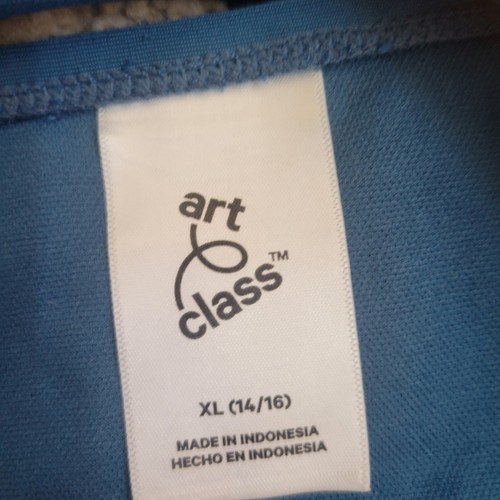 art
class™
XL (14/16)
MADE IN INDONESIA
HECHO EN INDONESIA